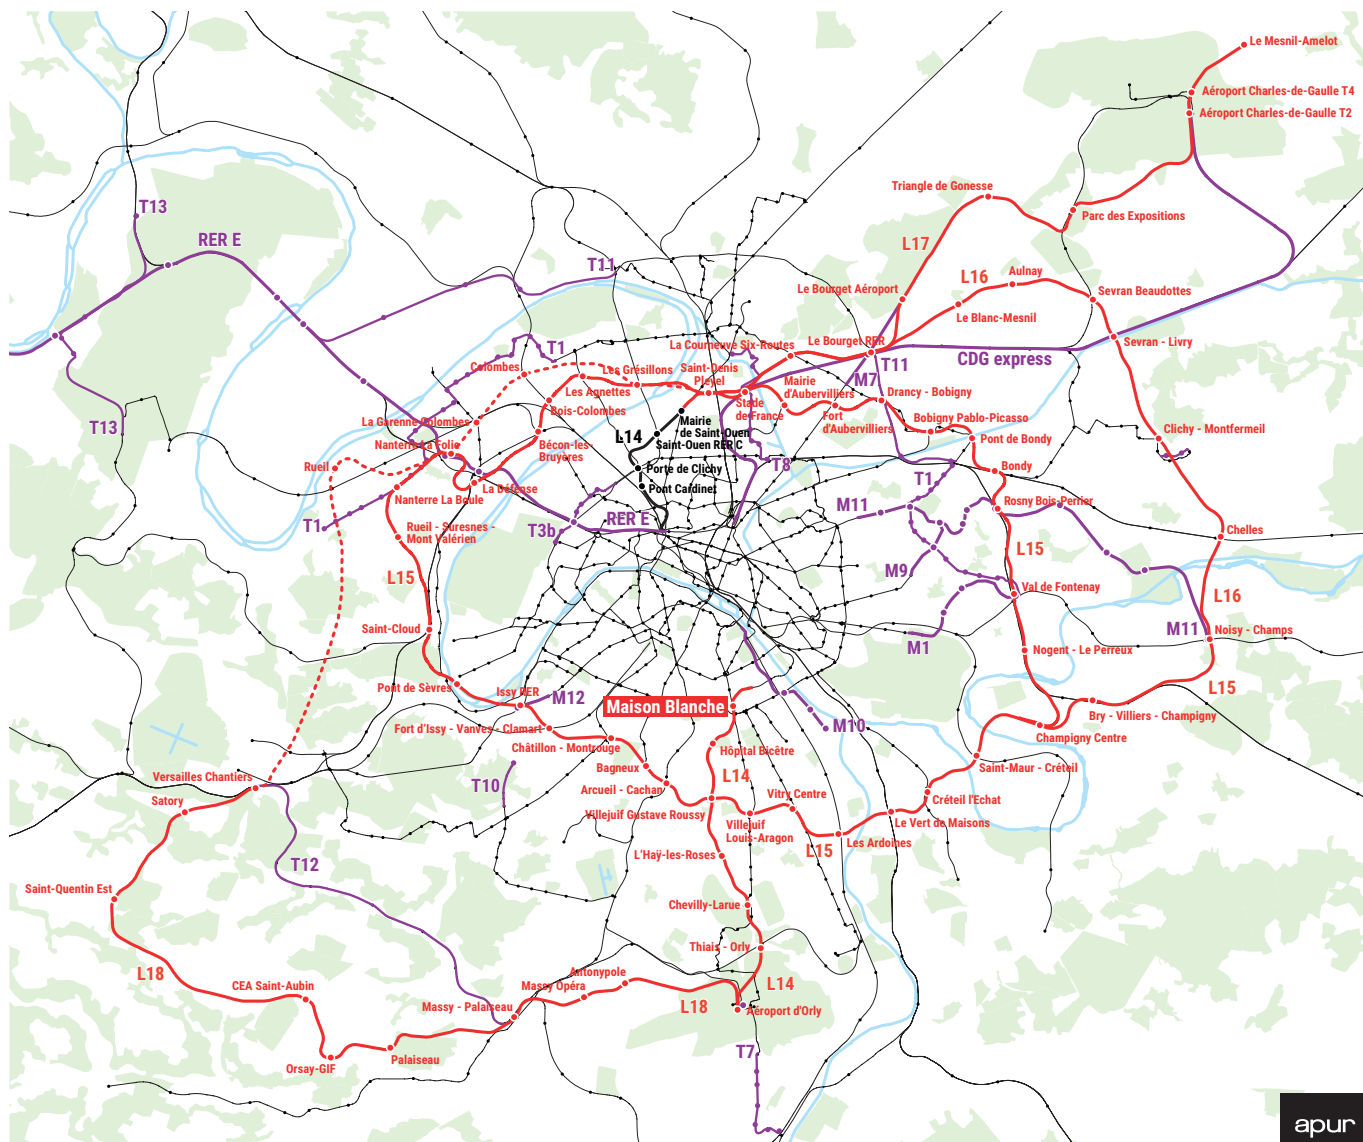 Le Mesnil-Amelot
Aéroport Charles-de-Gaulle T4
Aéroport Charles-de-Gaulle T2
Triangle de Gonesse
T13
Parc des Expositions
RER E
L17
T11
L16
Aulnay
Le Bourget Aéroport
Sevran Beaudottes
Le Blanc-Mesnil
Le Bourget RER
Sevran - Livry
La Courneuve Six-Routes
T1
CDG express
T11
Colombes
Les Grésillons
Saint-Denis
Pleyel
M7
Les Agnettes
Mairie
d'Aubervilliers
Drancy - Bobigny
Stade
de France
Bois-Colombes
La Garenne Colombes
Mairie
de Saint-Ouen
Fort
d'Aubervilliers
Bobigny Pablo-Picasso
T13
L14
Saint-Ouen RER C
Clichy - Montfermeil
Pont de Bondy
Nanterre La Folie
Bécon-les-
Bruyères
Rueil
Porte de Clichy
T8
Bondy
La Défense
Pont Cardinet
T1
Nanterre La Boule
Rosny Bois-Perrier
M11
T1
Rueil - Suresnes -
Mont Valérien
T3b
RER E
Chelles
L15
L15
M9
Val de Fontenay
L16
Saint-Cloud
M11
Noisy - Champs
M1
Nogent - Le Perreux
Pont de Sèvres
Issy RER
M12
L15
Maison Blanche
Bry - Villiers - Champigny
Fort d'Issy - Vanves - Clamart
M10
Champigny Centre
Châtillon - Montrouge
Hôpital Bicêtre
Saint-Maur - Créteil
Bagneux
Versailles Chantiers
L14
T10
Arcueil - Cachan
Vitry Centre
Créteil l'Echat
Satory
Villejuif Gustave Roussy
Villejuif
Louis-Aragon
Le Vert de Maisons
L15
Les Ardoines
T12
L'Haÿ-les-Roses
Saint-Quentin Est
Chevilly-Larue
Thiais - Orly
L18
Antonypole
CEA Saint-Aubin
Massy Opéra
L14
Massy - Palaiseau
L18
Aéroport d'Orly
T7
Palaiseau
Orsay-GIF
apur